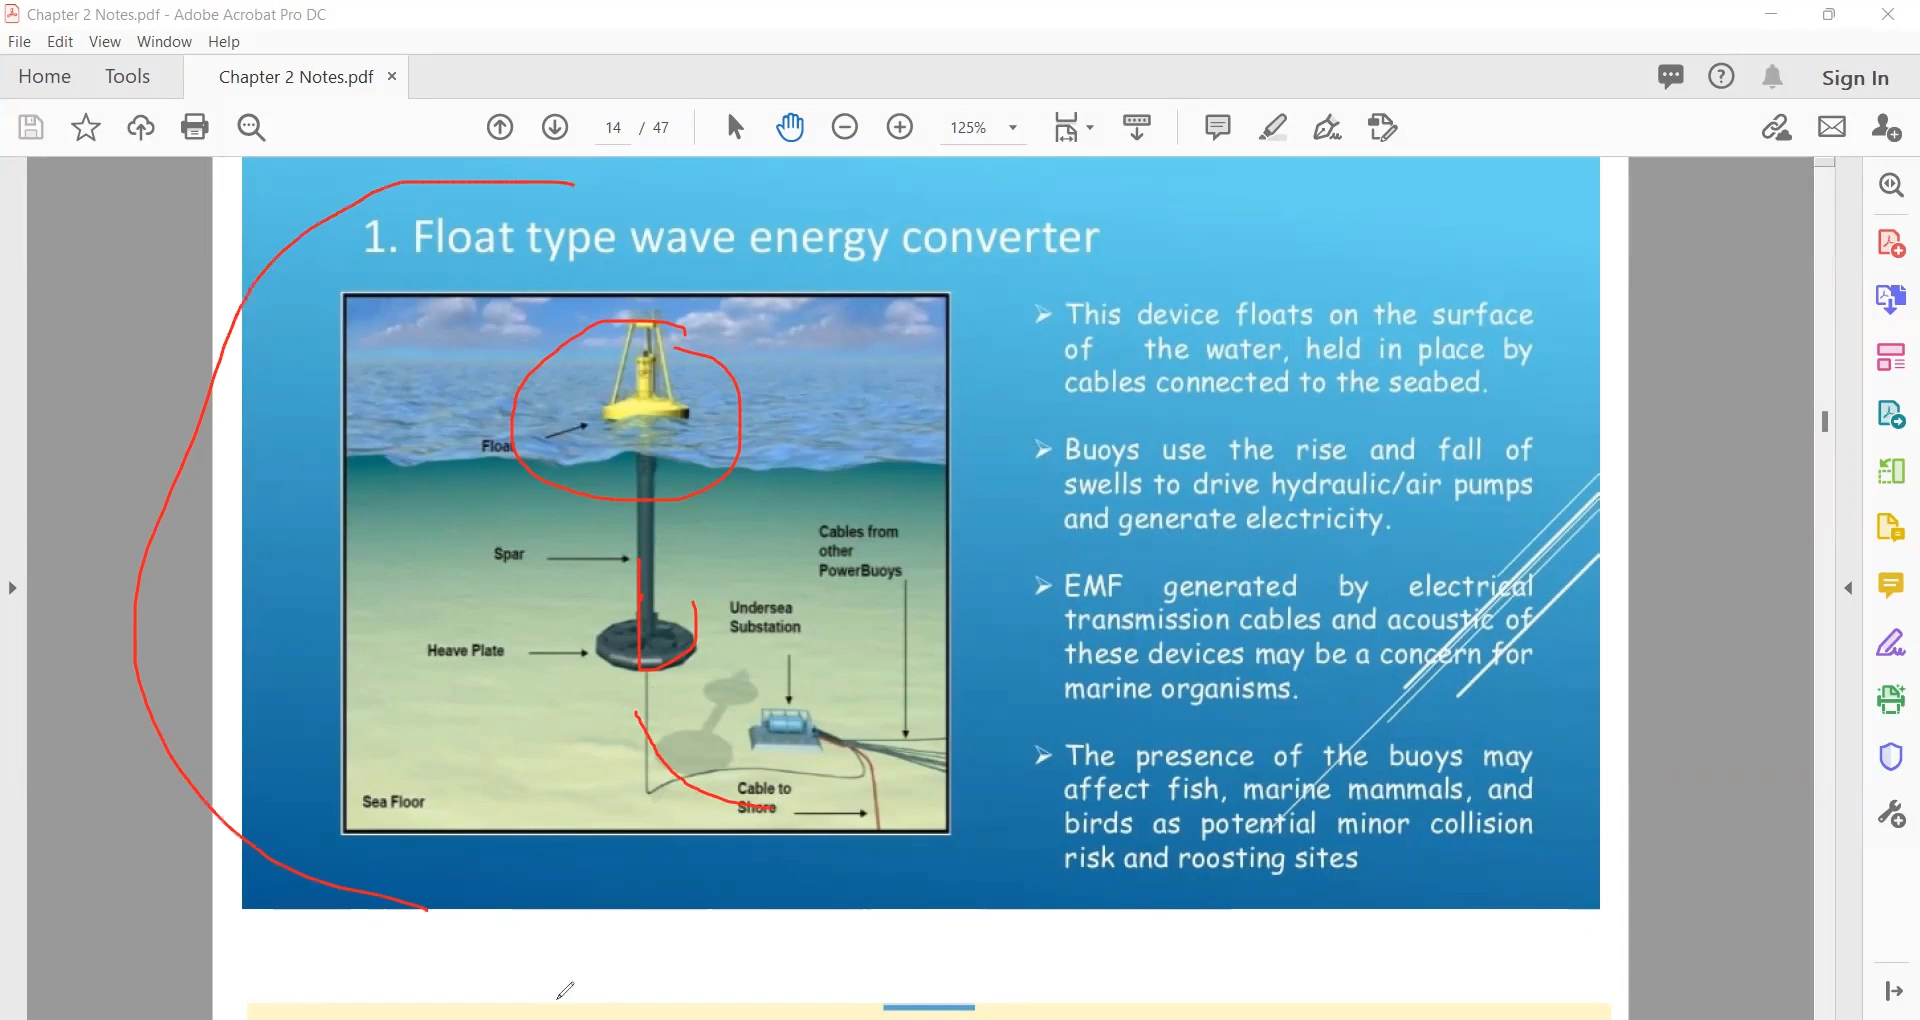 Chapter 2 Notes.pdf - Adobe Acrobat Pro DC
File Edit View Window Help
Home Tools Chapter 2 Notes.pdf × Sign In
14 / 47 125%
1. Float type wave energy converter
Float
Spar
Heave Plate
Sea Floor
Undersea
Substation
Cables from
other
PowerBuoys
Cable to
Shore
➢ This device floats on the surface
of the water, held in place by
cables connected to the seabed.
➢ Buoys use the rise and fall of
swells to drive hydraulic/air pumps
and generate electricity.
➢ EMF generated by electrical
transmission cables and acoustic of
these devices may be a concern for
marine organisms.
➢ The presence of the buoys may
affect fish, marine mammals, and
birds as potential minor collision
risk and roosting sites